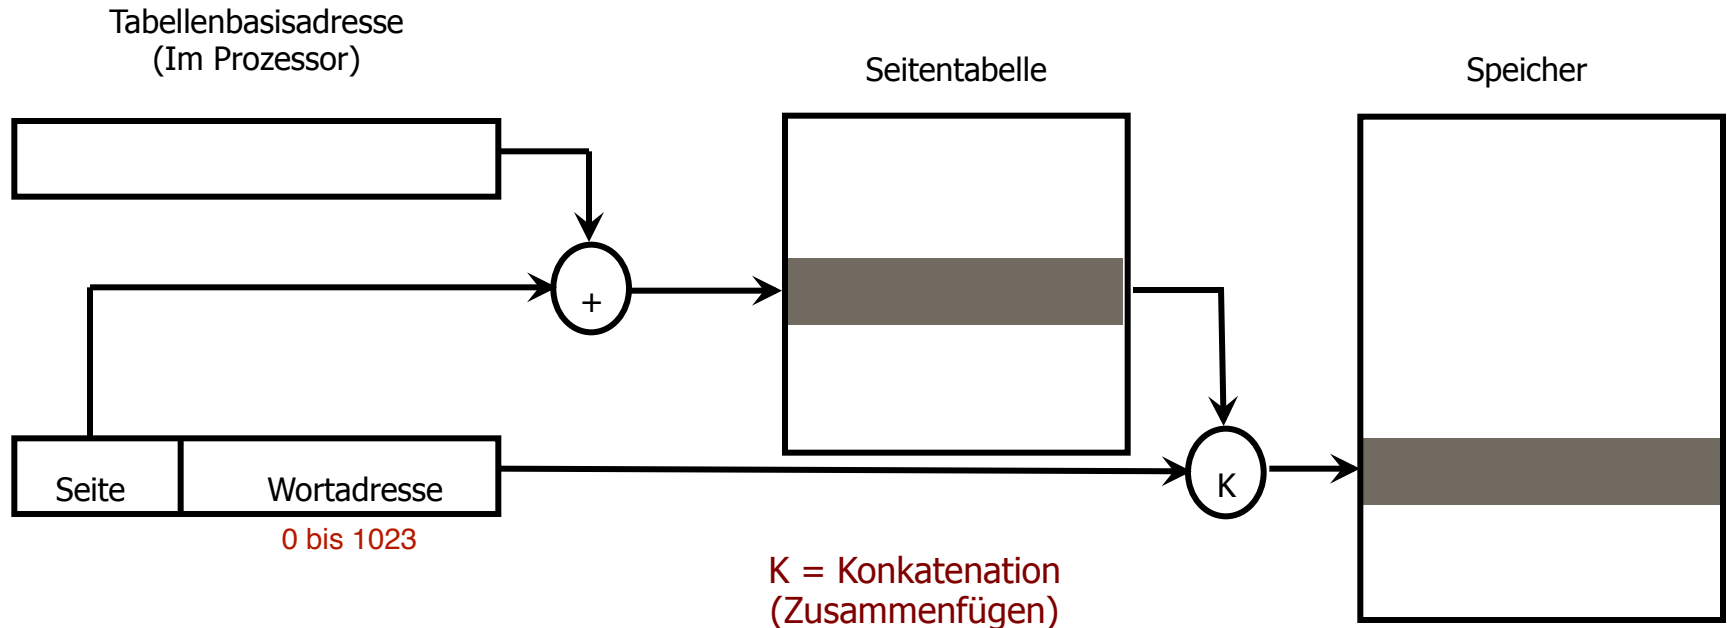 Tabellenbasisadresse
(Im Prozessor)
Seitentabelle
Speicher
+
Seite
Wortadresse
K
0 bis 1023
K = Konkatenation
(Zusammenfügen)